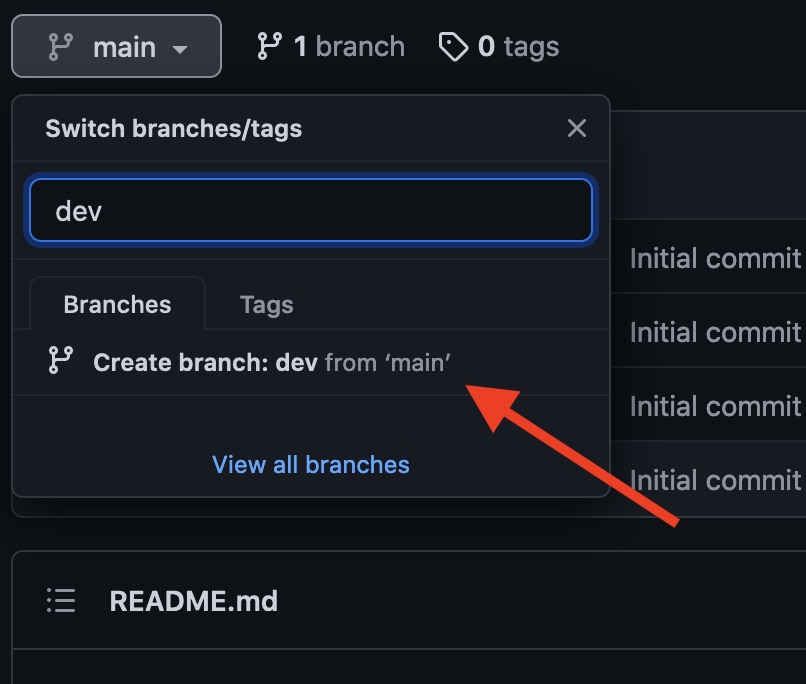 main 1 branch 0 tags
Switch branches/tags
dev
Branches Tags
Create branch: dev from ‘main’
View all branches
Initial commit
Initial commit
Initial commit
Initial commit
README.md